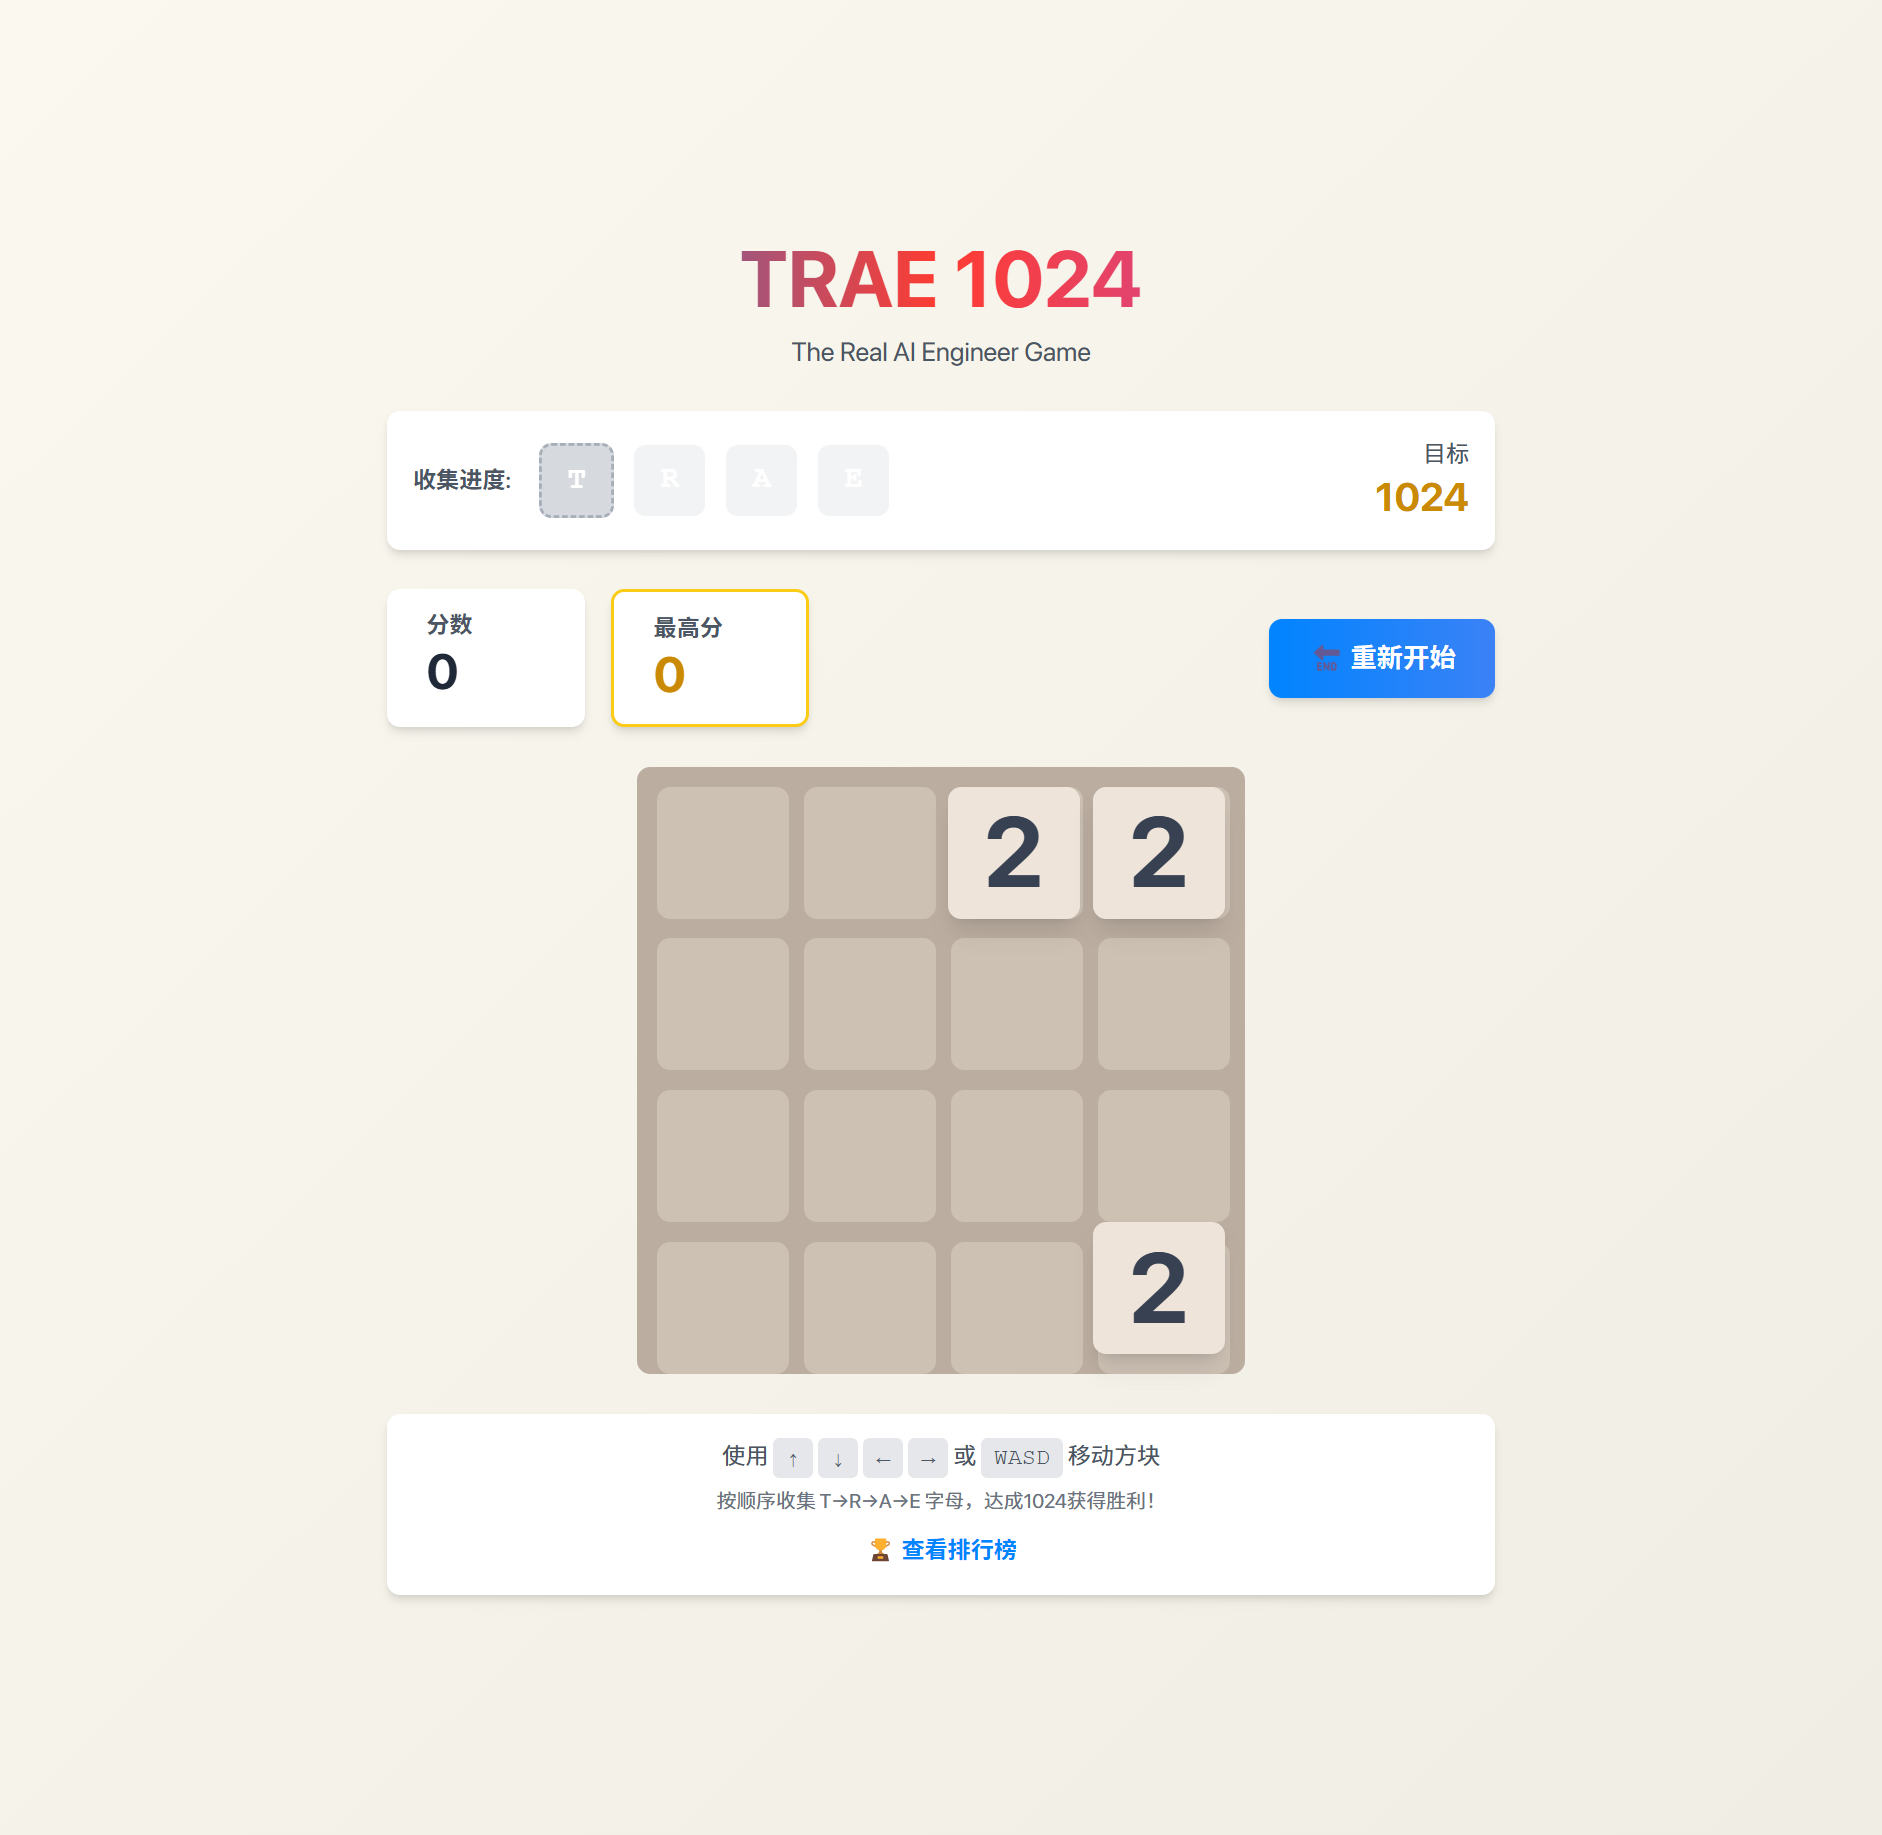 TRAE 1024
The Real AI Engineer Game
收集进度: T R A E
目标
1024
分数
0
最高分
0
END 重新开始
2 2
2
使用 ↑ ↓ ← → 或 WASD 移动方块
按顺序收集 T→R→A→E 字母，达成1024获得胜利！
查看排行榜